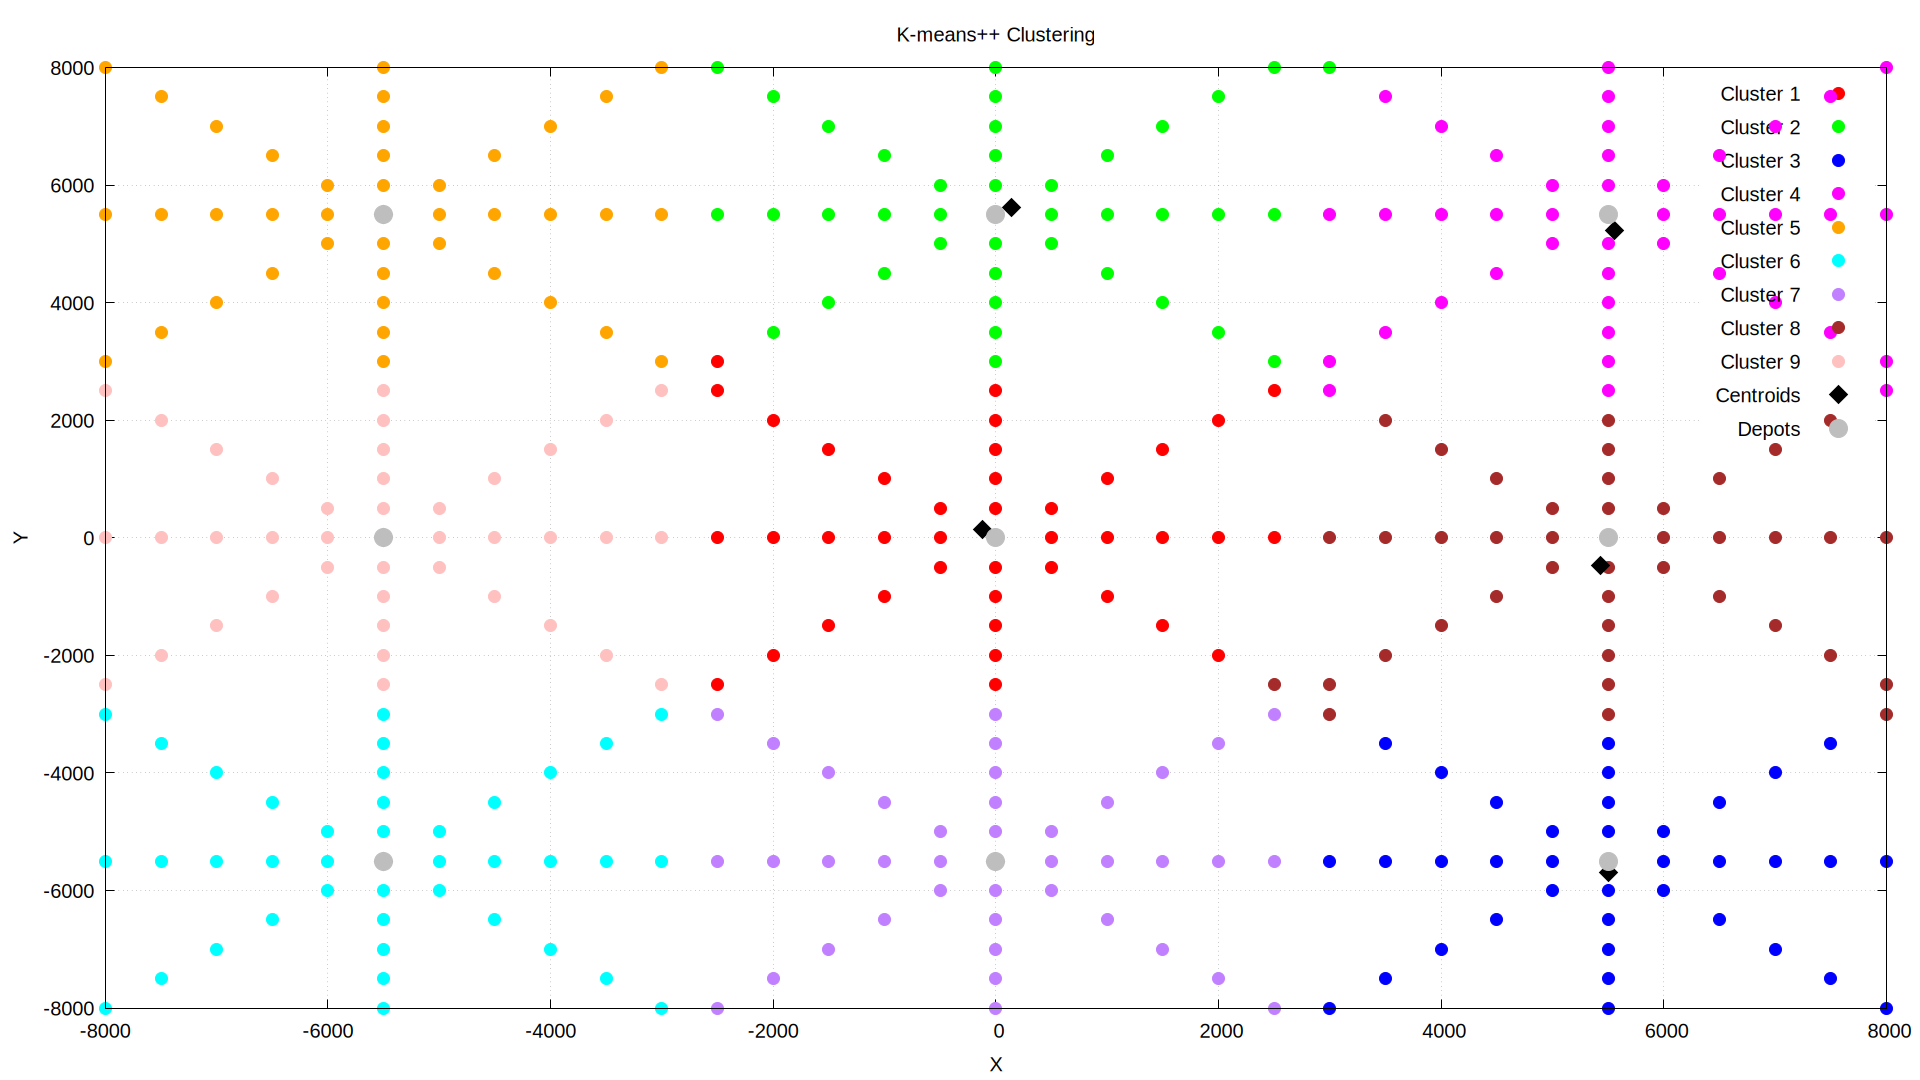 K-means++ Clustering
8000
6000
4000
2000
0
-2000
-4000
-6000
-8000
-8000
-6000
-4000
-2000
0
2000
4000
6000
8000
Y
X
Cluster 1
Cluster 2
Cluster 3
Cluster 4
Cluster 5
Cluster 6
Cluster 7
Cluster 8
Cluster 9
Centroids
Depots